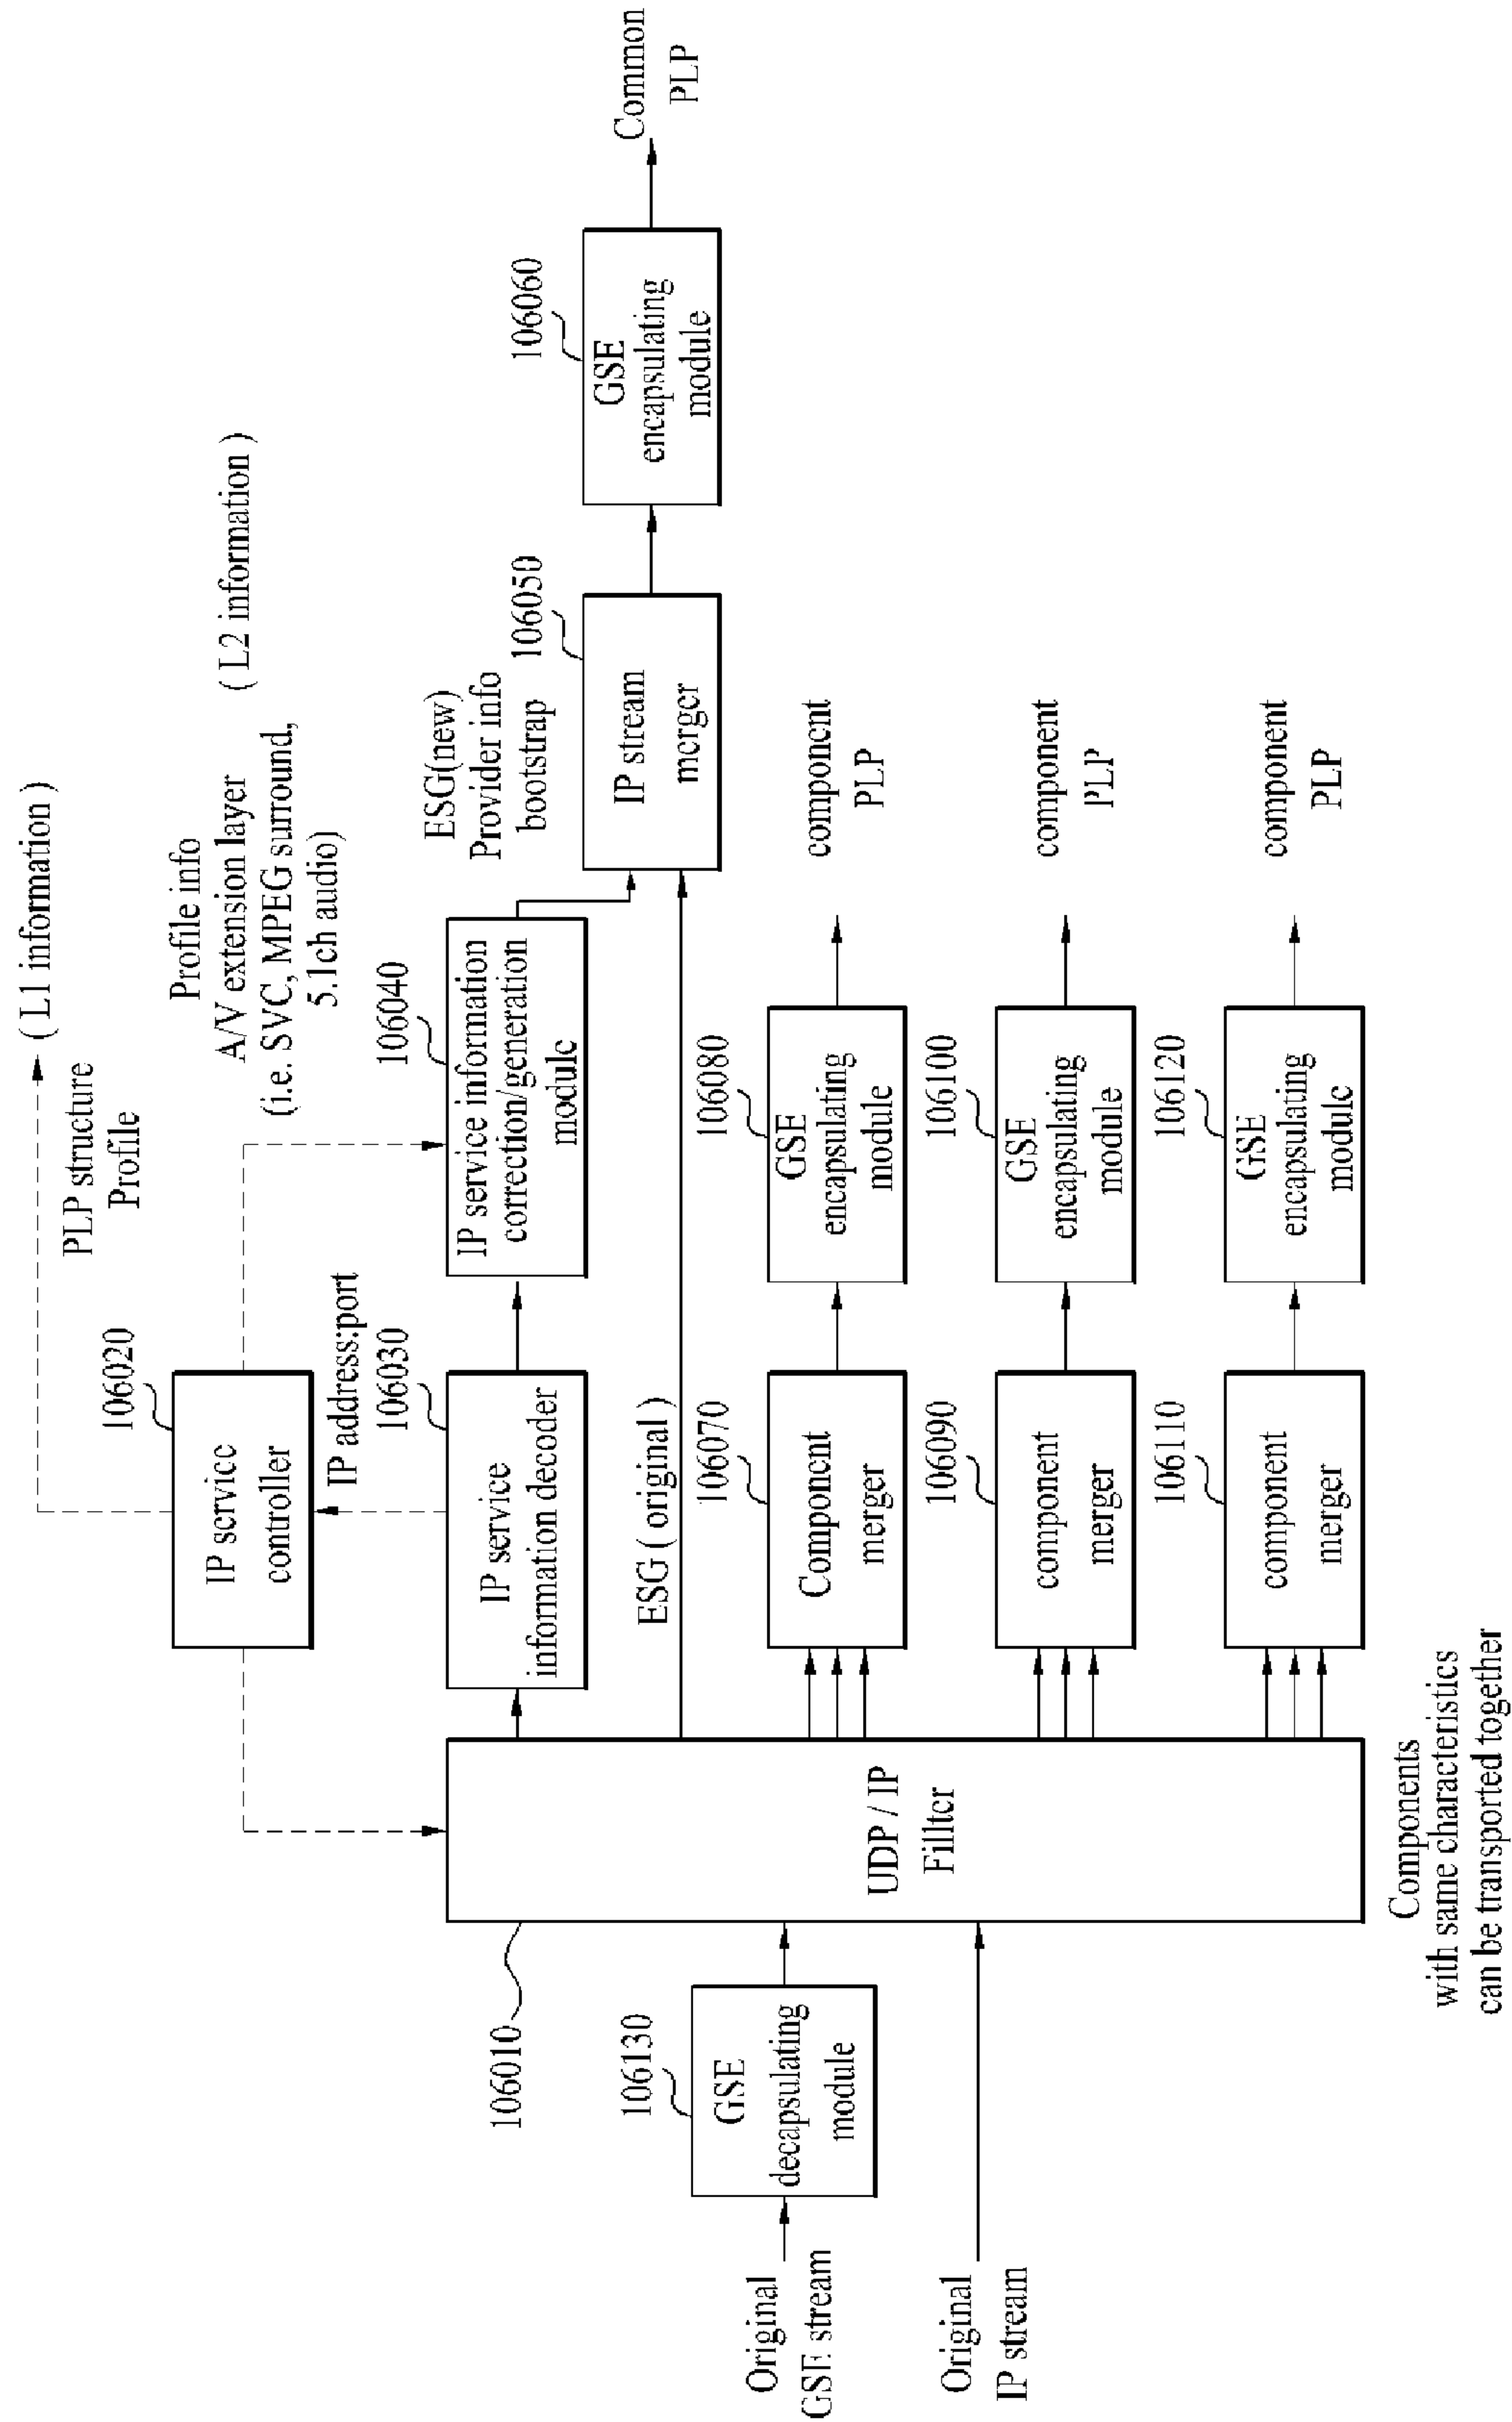 ( L1 information )
PLP structure
Profile
Profile info
A/V extension layer
(i.e. SVC, MPEG surround,
5.1ch audio)
( L2 information )
106020
IP service
controller
IP address:port
106030
IP service
information decoder
106040
IP service information
correction/generation
module
ESG(new)
Provider info
bootstrap
106050
IP stream
merger
106060
GSE
encapsulating
module
Common
PLP
ESG ( original )
106010
UDP / IP
Fillter
106130
GSE
decapsulating
module
Original
GSE stream
Original
IP stream
106070
Component
merger
106080
GSE
encapsulating
module
component
PLP
106090
component
merger
106100
GSE
encapsulating
module
component
PLP
106110
component
merger
106120
GSE
encapsulating
module
component
PLP
Components
with same characteristics
can be transported together